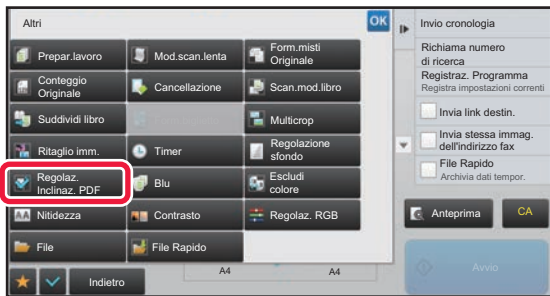 Altri
OK
Prepar.lavoro
Mod.scan.lenta
Form.misti
Originale
Conteggio
Originale
Cancellazione
Scan.mod.libro
Suddividi libro
Multicrop
Ritaglio imm.
Timer
Regolazione
sfondo
Regolaz.
Inclinaz. PDF
Blu
Escludi
colore
Nitidezza
Contrasto
Regolaz. RGB
File
File Rapido
Indietro
A4
A4
Invio cronologia
Richiama numero
di ricerca
Registraz. Programma
Registra impostazioni correnti
Invia link destin.
Invia stessa immag.
dell'indirizzo fax
File Rapido
Archivia dati tempor.
Anteprima
CA
Avvio